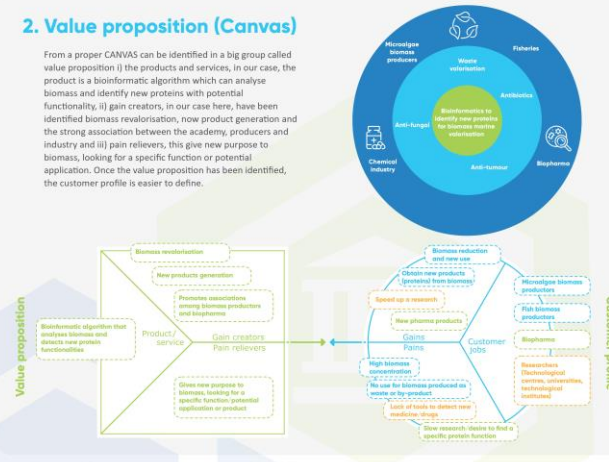 2. Value proposition (Canvas)
From a proper CANVAS can be identified in a big group called
value proposition i) the products and services, in our case, the
product is a bioinformatic algorithm which can analyse
biomass and identify new proteins with potential
functionality, ii) gain creators, in our case here, have been
identified biomass revalorisation, now product generation and
the strong association between the academy, producers and
industry and iii) pain relievers, this give new purpose to
biomass, looking for a specific function or potential
application. Once the value proposition has been identified,
the customer profile is easier to define.
Microalgae
biomass
producers
Fisheries
Waste
valorisation
Antibiotics
Bioinformatics to
identify new proteins
for biomass marine
valorisation
Anti-fungal
Anti-tumour
Chemical
industry
Biopharma
Value proposition
Biomass revalorisation
New products generation
Promotes associations
among biomass productors
and biopharma
Bioinformatic algorithm that
analyses biomass and
detects new protein
functionalities
Product/
service
Gain creators
Pain relievers
Gives new purpose to
biomass, looking for a
specific function/potential
application or product
Biomass reduction
and new use
Obtain new products
(proteins) from biomass
Speed up a research
New pharma products
Gains
Pains
Customer
Jobs
High biomass
concentration
No use for biomass produced as
waste or by-product
Lack of tools to detect new
medicine/drugs
Slow research/desire to find a
specific protein function
Microalgae biomass
productors
Fish biomass
productors
Biopharma
Researchers
(Technological
centres, universities,
technological
institutes)